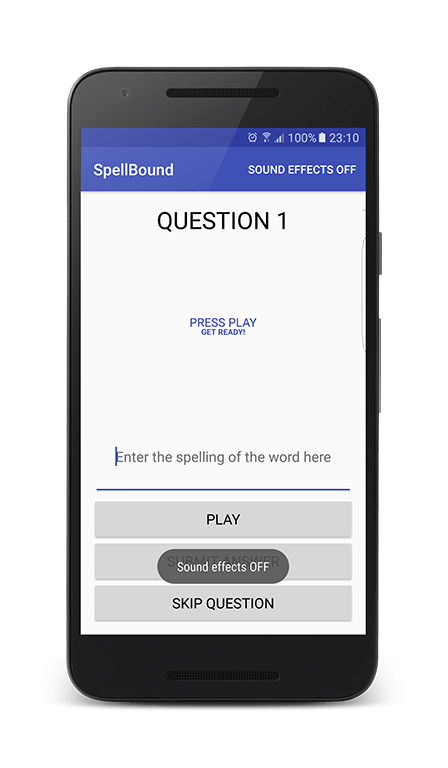 100% 23:10
SpellBound SOUND EFFECTS OFF
QUESTION 1
PRESS PLAY
GET READY!
Enter the spelling of the word here
PLAY
SUBMIT ANSWER
Sound effects OFF
SKIP QUESTION